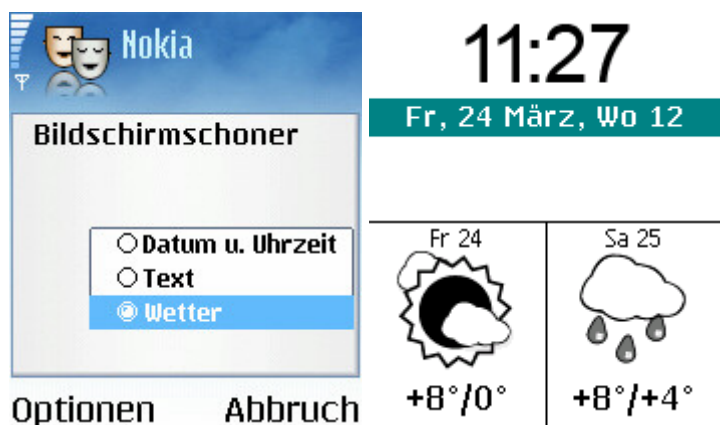 Nokia
Bildschirmschoner
Datum u. Uhrzeit
Text
Wetter
Optionen Abbruch
11:27
Fr, 24 März, Wo 12
Fr 24 Sa 25
+8°/0° +8°/+4°